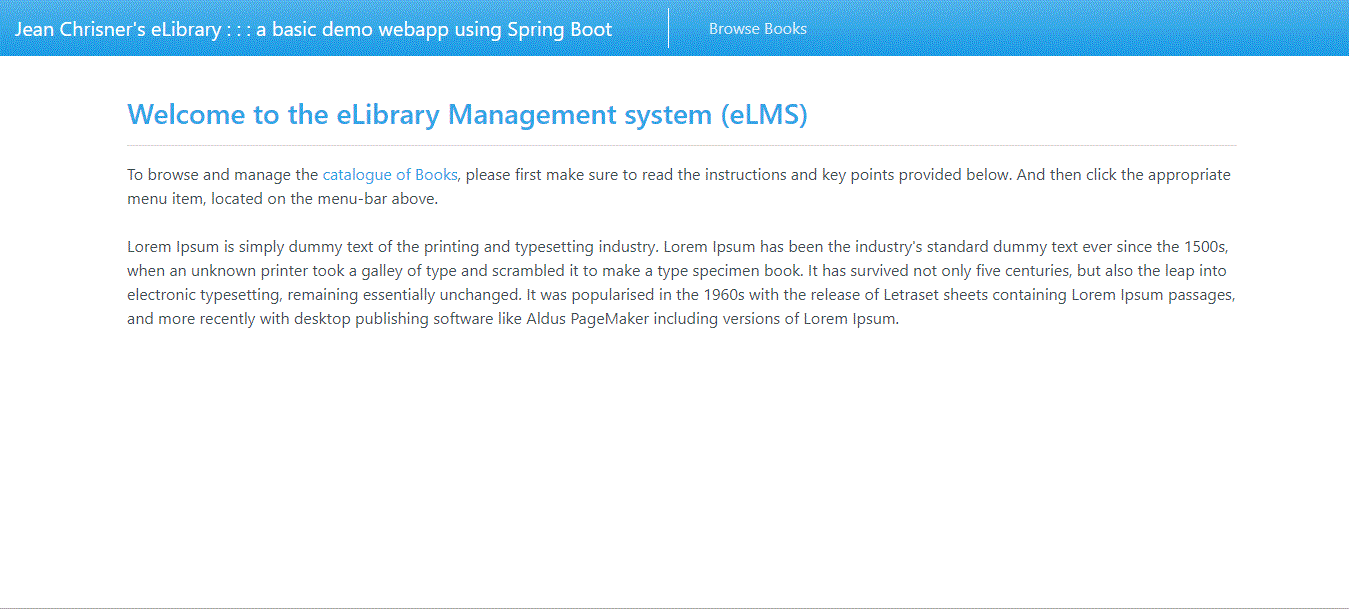 Jean Chrisner's eLibrary : : : a basic demo webapp using Spring Boot
Browse Books
Welcome to the eLibrary Management system (eLMS)
To browse and manage the catalogue of Books, please first make sure to read the instructions and key points provided below. And then click the appropriate
menu item, located on the menu-bar above.
Lorem Ipsum is simply dummy text of the printing and typesetting industry. Lorem Ipsum has been the industry's standard dummy text ever since the 1500s,
when an unknown printer took a galley of type and scrambled it to make a type specimen book. It has survived not only five centuries, but also the leap into
electronic typesetting, remaining essentially unchanged. It was popularised in the 1960s with the release of Letraset sheets containing Lorem Ipsum passages,
and more recently with desktop publishing software like Aldus PageMaker including versions of Lorem Ipsum.